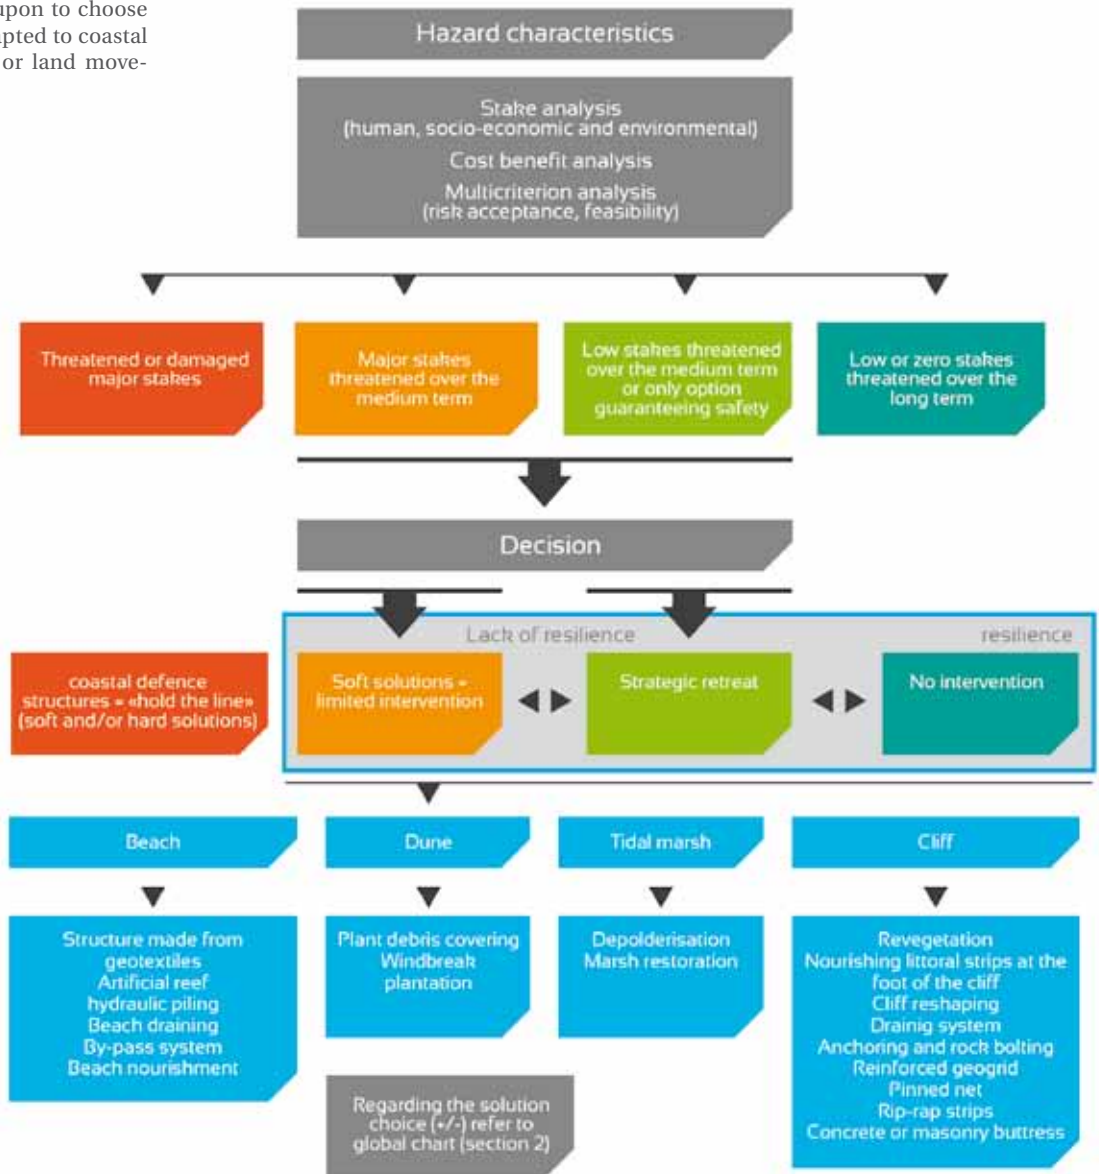 upon to choose
pted to coastal
or land move-
Hazard characteristics
Stake analysis
(human, socio-economic and environmental)
Cost benefit analysis
Multicriterion analysis
(risk acceptance, feasibility)
Threatened or damaged
major stakes
Major stakes
threatened over the
medium term
Low stakes threatened
over the medium term
or only option
guaranteeing safety
Low or zero stakes
threatened over the
long term
Decision
Lack of resilience
resilience
coastal defence
structures = «hold the line»
(soft and/or hard solutions)
Soft solutions =
limited intervention
Strategic retreat
No intervention
Beach
Dune
Tidal marsh
Cliff
Structure made from
geotextiles
Artificial reef
hydraulic piling
Beach draining
By-pass system
Beach nourishment
Plant debris covering
Windbreak
plantation
Depolderisation
Marsh restoration
Revegetation
Nourishing littoral strips at the
foot of the cliff
Cliff reshaping
Drainig system
Anchoring and rock bolting
Reinforced geogrid
Pinned net
Rip-rap strips
Concrete or masonry buttress
Regarding the solution
choice (+/-) refer to
global chart (section 2)